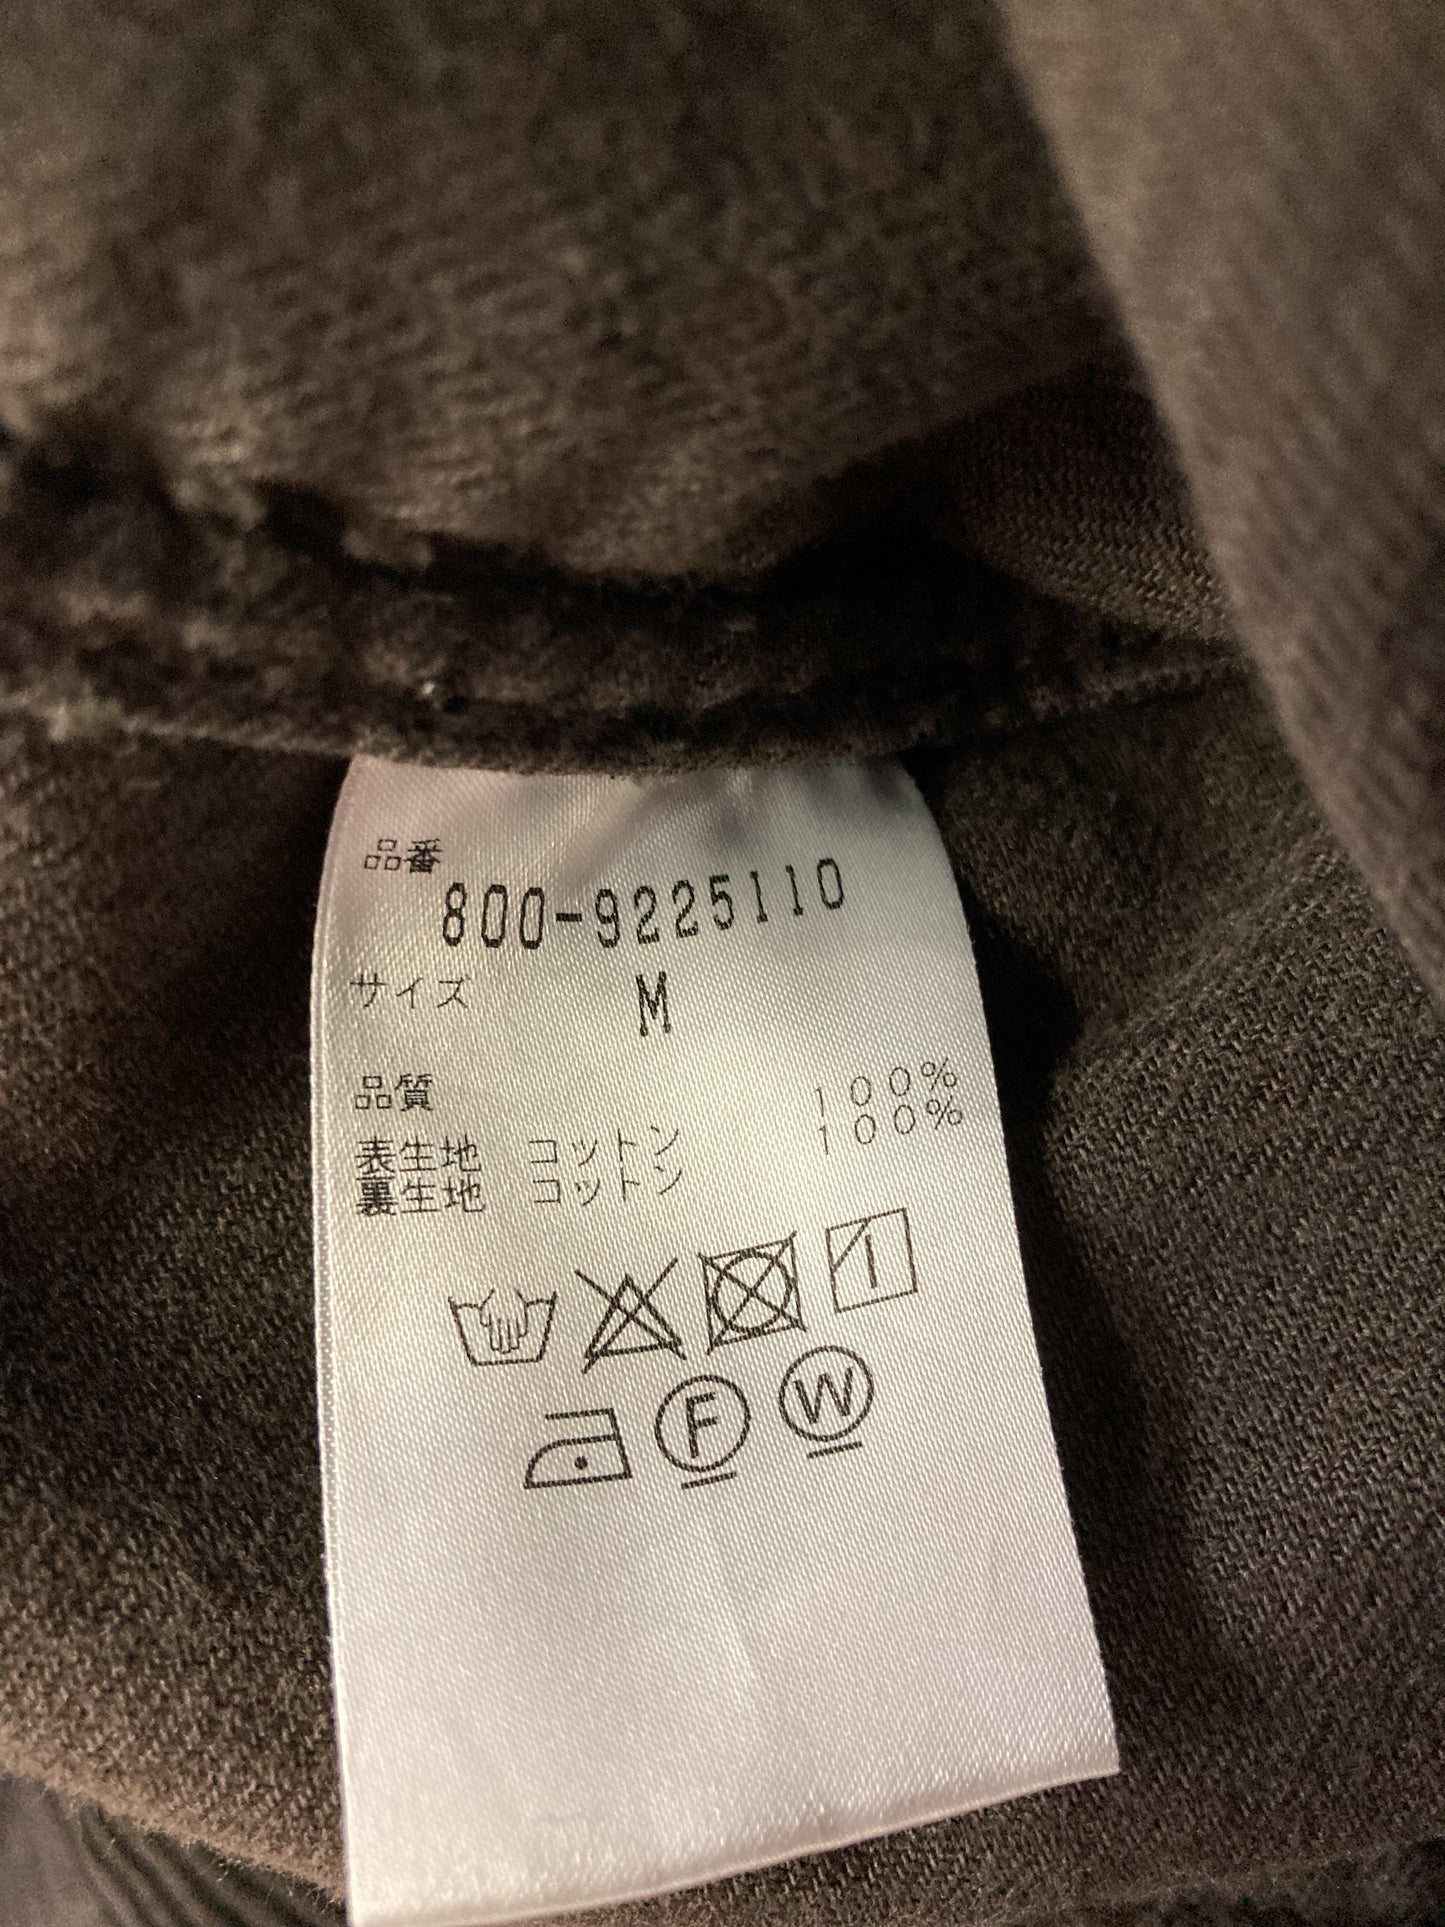 品番
800-9225110
サイズ M
品質
表生地 コットン 100%
裏生地 コットン 100%
F W